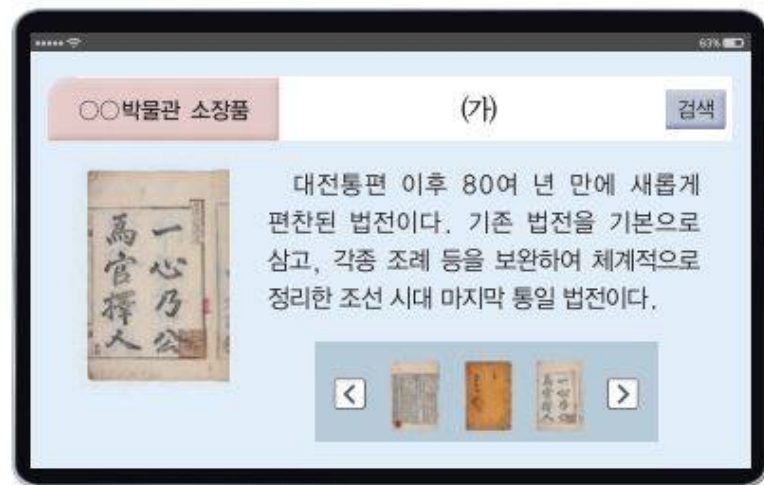 63%
○○박물관 소장품
(가)
검색
대전통편 이후 80여 년 만에 새롭게
편찬된 법전이다. 기존 법전을 기본으로
삼고, 각종 조례 등을 보완하여 체계적으로
정리한 조선 시대 마지막 통일 법전이다.
一心乃公
爲官擇人